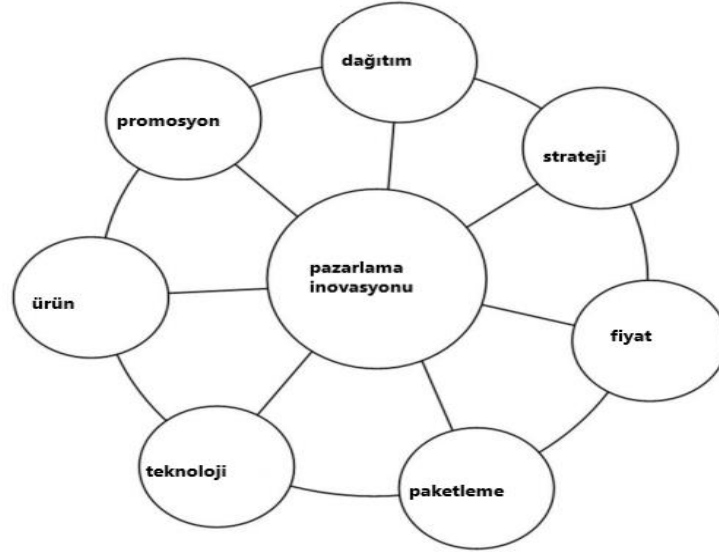 dağıtım
promosyon
strateji
pazarlama
inovasyonu
ürün
fiyat
teknoloji
paketleme